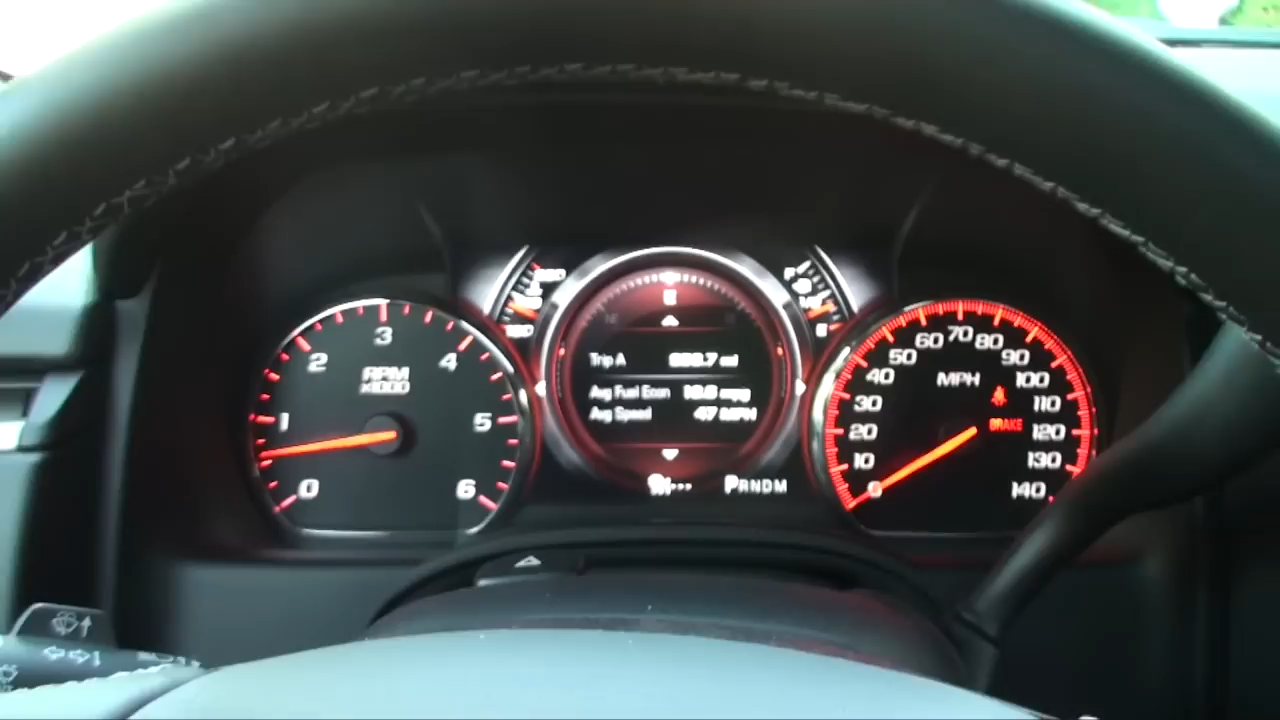 3
2
4
RPM
x1000
1
5
0
6
F
E
Trip A mi
Avg Fuel Econ mpg
Avg Speed 47 MPH
PRNDM
70
60 80
50 90
40 MPH 100
30 110
BRAKE
20 120
10 130
0 140